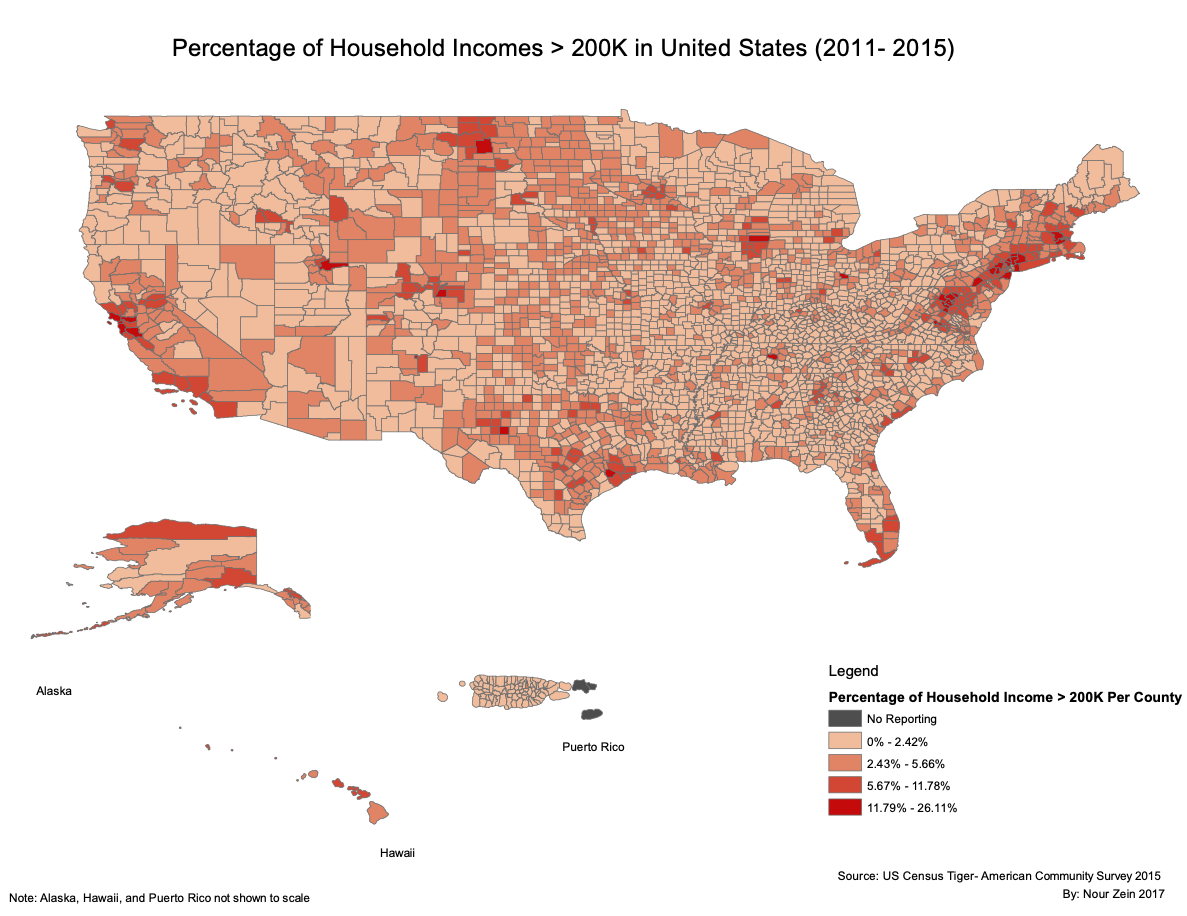 Percentage of Household Incomes > 200K in United States (2011- 2015)
Alaska
Puerto Rico
Hawaii
Legend
Percentage of Household Income > 200K Per County
No Reporting
0% - 2.42%
2.43% - 5.66%
5.67% - 11.78%
11.79% - 26.11%
Source: US Census Tiger- American Community Survey 2015
By: Nour Zein 2017
Note: Alaska, Hawaii, and Puerto Rico not shown to scale